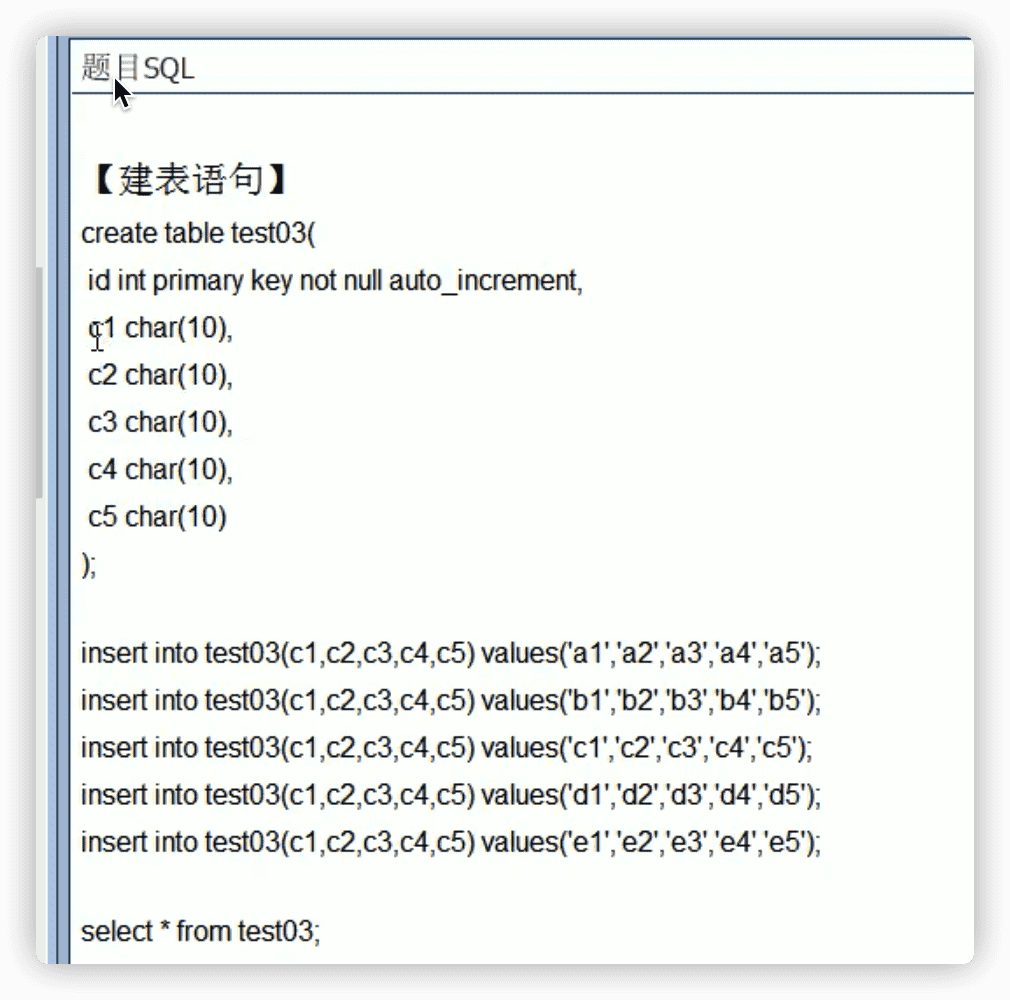 题目SQL
【建表语句】
create table test03(
id int primary key not null auto_increment,
c1 char(10),
c2 char(10),
c3 char(10),
c4 char(10),
c5 char(10)
);
insert into test03(c1,c2,c3,c4,c5) values('a1','a2','a3','a4','a5');
insert into test03(c1,c2,c3,c4,c5) values('b1','b2','b3','b4','b5');
insert into test03(c1,c2,c3,c4,c5) values('c1','c2','c3','c4','c5');
insert into test03(c1,c2,c3,c4,c5) values('d1','d2','d3','d4','d5');
insert into test03(c1,c2,c3,c4,c5) values('e1','e2','e3','e4','e5');
select * from test03;